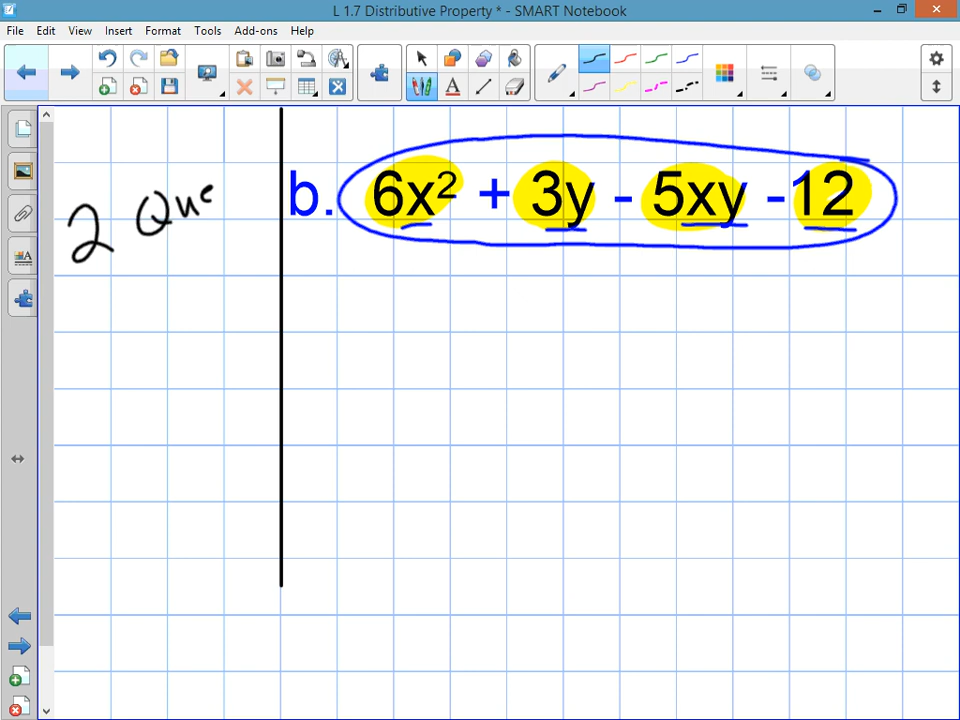 L 1.7 Distributive Property * - SMART Notebook
File Edit View Insert Format Tools Add-ons Help
b. 6x² + 3y - 5xy -12
2 Que